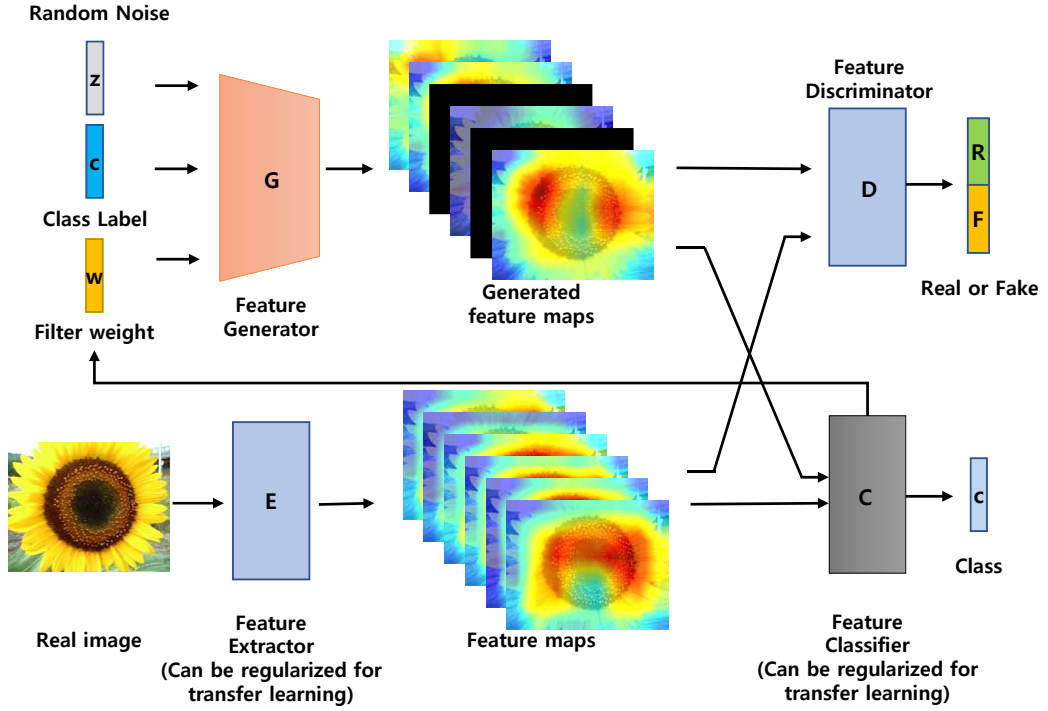 Random Noise
z
c
Class Label
w
Filter weight
G
Feature
Generator
Generated
feature maps
Feature
Discriminator
D
R
F
Real or Fake
Real image
E
Feature
Extractor
(Can be regularized for
transfer learning)
Feature maps
C
Feature
Classifier
(Can be regularized for
transfer learning)
c
Class